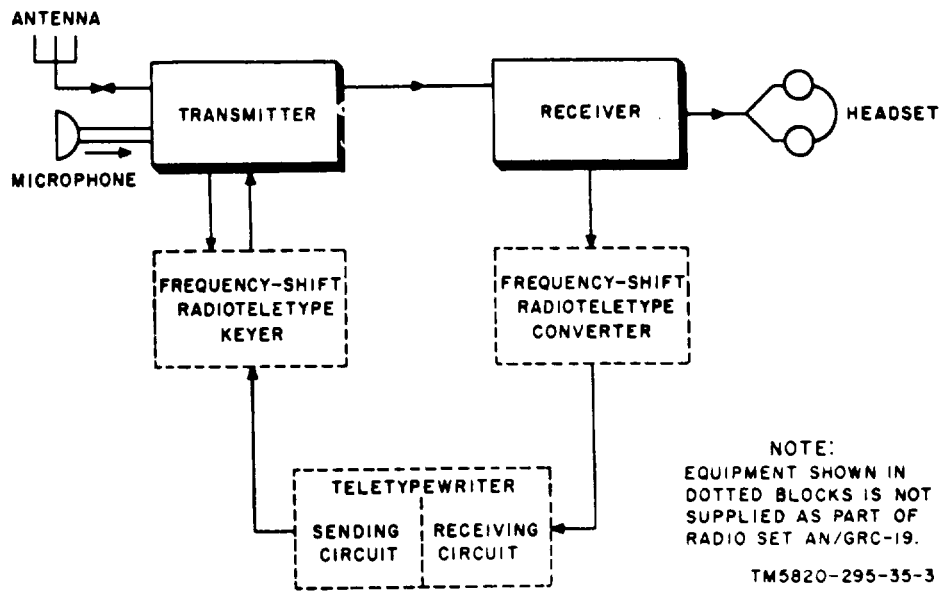 ANTENNA
TRANSMITTER
RECEIVER
HEADSET
MICROPHONE
FREQUENCY-SHIFT
RADIOTELETYPE
KEYER
FREQUENCY-SHIFT
RADIOTELETYPE
CONVERTER
TELETYPEWRITER
SENDING
CIRCUIT
RECEIVING
CIRCUIT
NOTE:
EQUIPMENT SHOWN IN
DOTTED BLOCKS IS NOT
SUPPLIED AS PART OF
RADIO SET AN/GRC-19.
TM5820-295-35-3